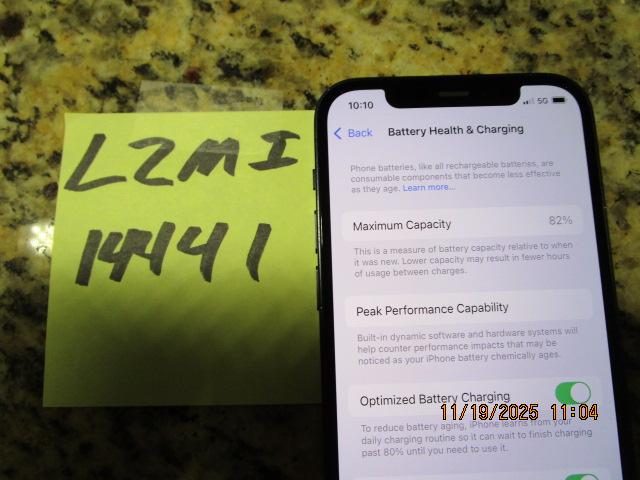 LZMI
14441
10:10
5G
Back
Battery Health & Charging
Phone batteries, like all rechargeable batteries, are
consumable components that become less effective
as they age. Learn more...
Maximum Capacity 82%
This is a measure of battery capacity relative to when
it was new. Lower capacity may result in fewer hours
of usage between charges.
Peak Performance Capability
Built-in dynamic software and hardware systems will
help counter performance impacts that may be
noticed as your iPhone battery chemically ages.
Optimized Battery Charging
11/19/2025 11:04
To reduce battery aging, iPhone learns from your
daily charging routine so it can wait to finish charging
past 80% until you need to use it.